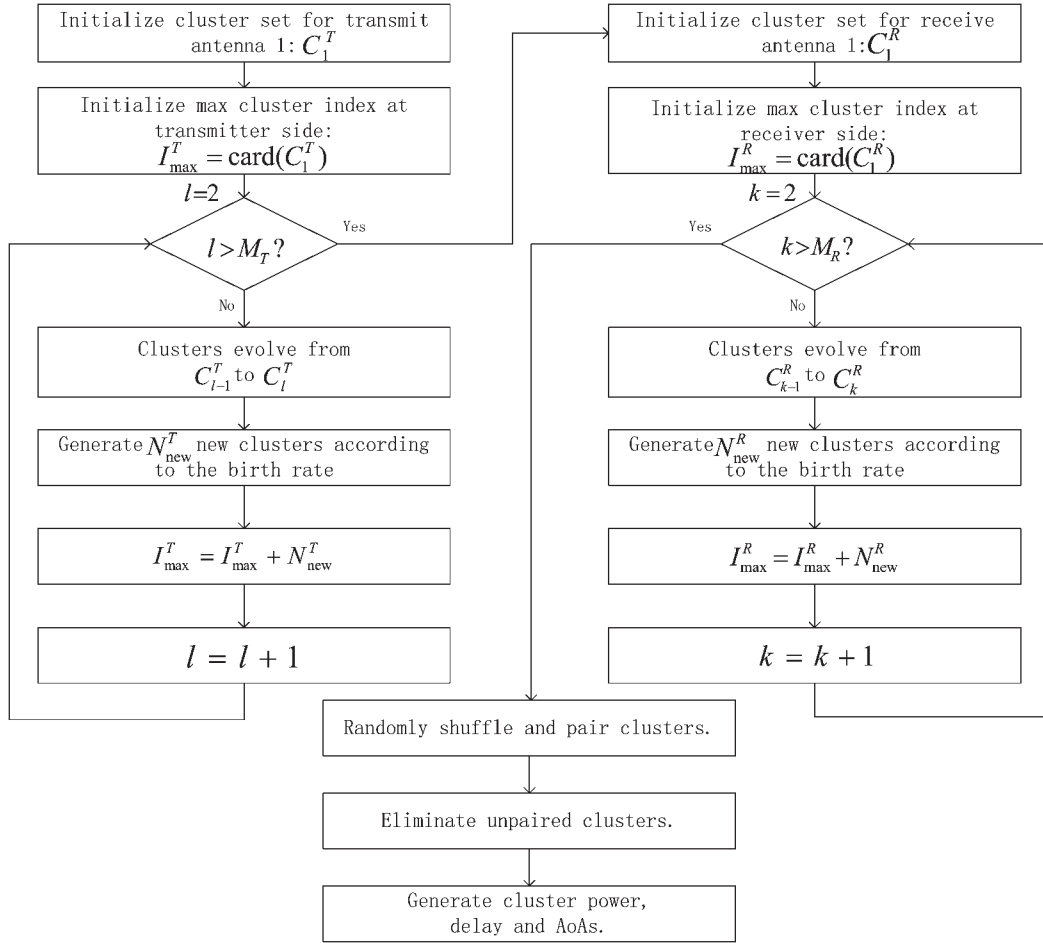 Initialize cluster set for transmit
antenna 1: C_1^T
Initialize max cluster index at
transmitter side:
I_max^T = card(C_1^T)
l=2
l > M_T ?
Yes
No
Clusters evolve from
C_{l-1}^T to C_l^T
Generate N_new^T new clusters according
to the birth rate
I_max^T = I_max^T + N_new^T
l = l + 1
Initialize cluster set for receive
antenna 1: C_1^R
Initialize max cluster index at
receiver side:
I_max^R = card(C_1^R)
k = 2
k > M_R ?
Yes
No
Clusters evolve from
C_{k-1}^R to C_k^R
Generate N_new^R new clusters according
to the birth rate
I_max^R = I_max^R + N_new^R
k = k + 1
Randomly shuffle and pair clusters.
Eliminate unpaired clusters.
Generate cluster power,
delay and AoAs.